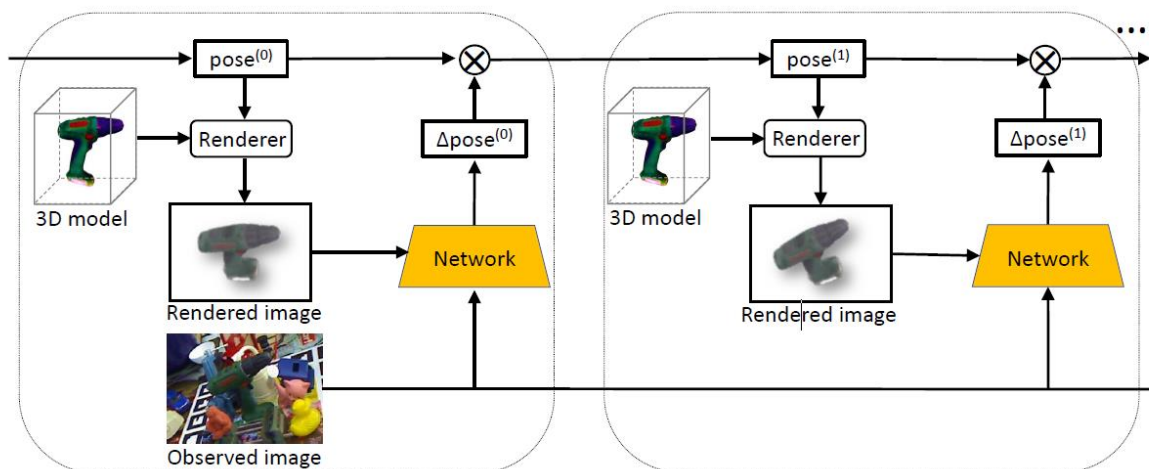 pose(0)
pose(1)
...
Renderer
Renderer
Δpose(0)
Δpose(1)
3D model
3D model
Network
Network
Rendered image
Rendered image
Observed image